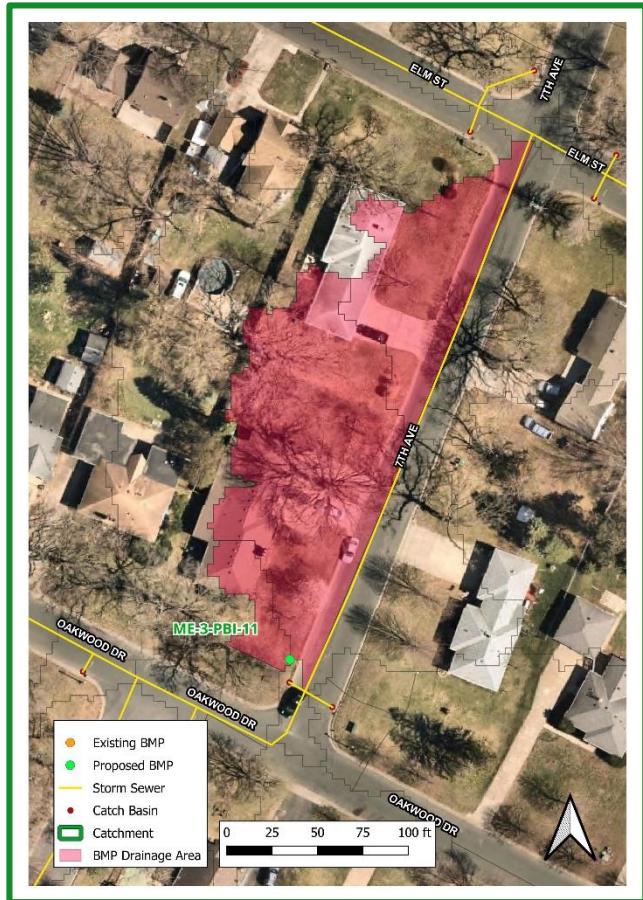 ELM ST
7TH AVE
ELM ST
7TH AVE
ME-3-PBI-11
OAKWOOD DR
OAKWOOD DR
OAKWOOD DR
Existing BMP
Proposed BMP
Storm Sewer
Catch Basin
Catchment
BMP Drainage Area
0 25 50 75 100 ft